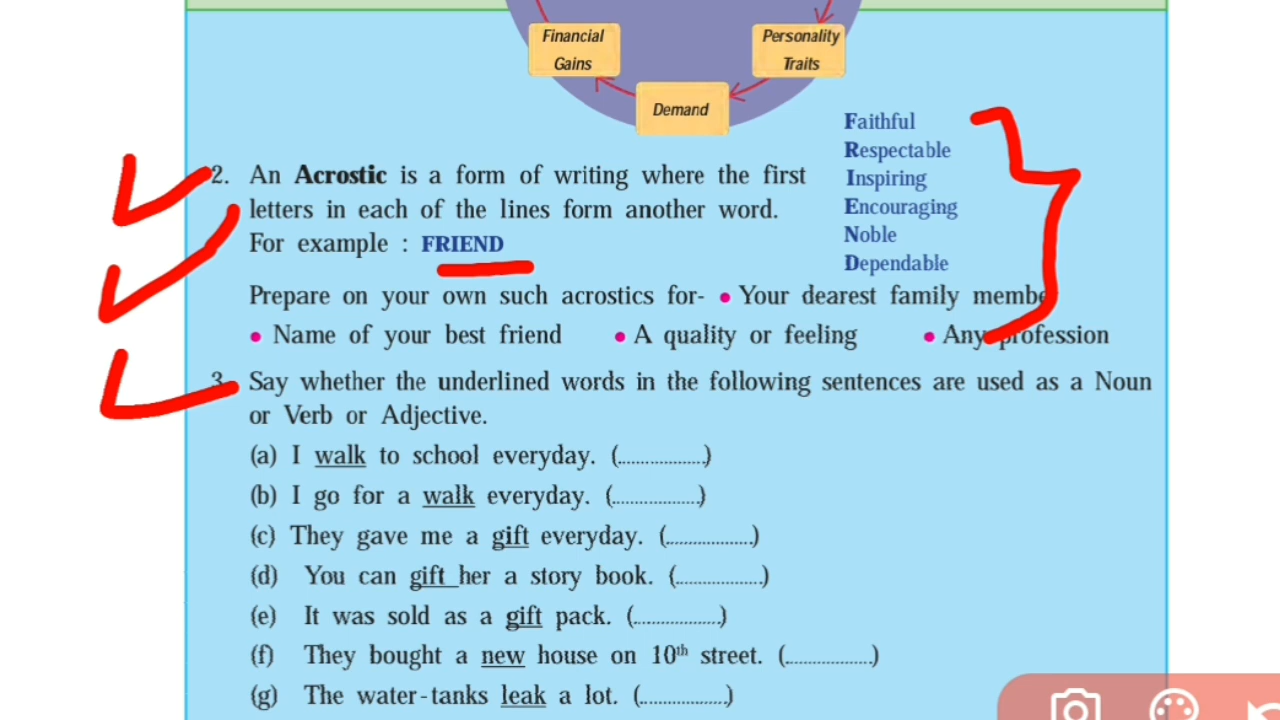 Financial
Gains
Personality
Traits
Demand
Faithful
Respectable
Inspiring
Encouraging
Noble
Dependable
2. An Acrostic is a form of writing where the first
letters in each of the lines form another word.
For example : FRIEND
Prepare on your own such acrostics for- • Your dearest family membe
• Name of your best friend • A quality or feeling • Any profession
3. Say whether the underlined words in the following sentences are used as a Noun
or Verb or Adjective.
(a) I walk to school everyday. (..................)
(b) I go for a walk everyday. (..................)
(c) They gave me a gift everyday. (..................)
(d) You can gift her a story book. (..................)
(e) It was sold as a gift pack. (..................)
(f) They bought a new house on 10th street. (..................)
(g) The water-tanks leak a lot. (..................)